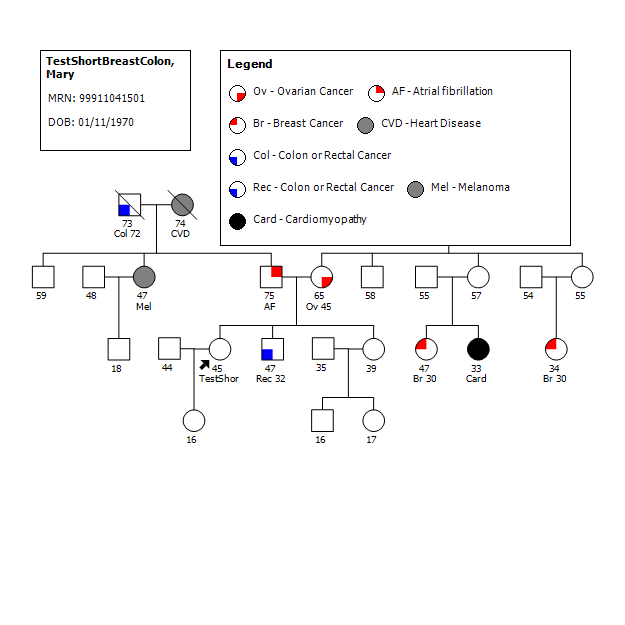 TestShortBreastColon,
Mary
MRN: 99911041501
DOB: 01/11/1970
Legend
Ov - Ovarian Cancer
AF - Atrial fibrillation
Br - Breast Cancer
CVD - Heart Disease
Col - Colon or Rectal Cancer
Rec - Colon or Rectal Cancer
Mel - Melanoma
Card - Cardiomyopathy
73
Col 72
74
CVD
59
48
47
Mel
75
AF
65
Ov 45
58
55
57
54
55
18
44
45
TestShor
47
Rec 32
35
39
47
Br 30
33
Card
34
Br 30
16
16
17